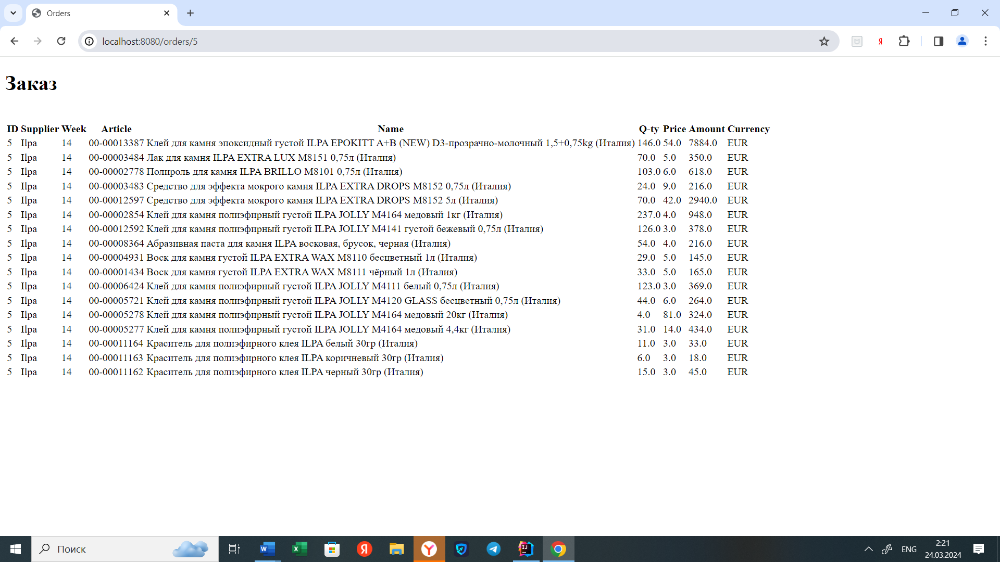 Orders
localhost:8080/orders/5
Заказ
ID Supplier Week Article Name Q-ty Price Amount Currency
5 Ilpa 14 00-00013387 Клей для камня эпоксидный густой ILPA EPOKITT A+B (NEW) D3-прозрачно-молочный 1,5+0,75kg (Италия) 146.0 54.0 7884.0 EUR
5 Ilpa 14 00-00003484 Лак для камня ILPA EXTRA LUX M8151 0,75л (Италия) 70.0 5.0 350.0 EUR
5 Ilpa 14 00-00002778 Полироль для камня ILPA BRILLO M8101 0,75л (Италия) 103.0 6.0 618.0 EUR
5 Ilpa 14 00-00003483 Средство для эффекта мокрого камня ILPA EXTRA DROPS M8152 0,75л (Италия) 24.0 9.0 216.0 EUR
5 Ilpa 14 00-00012597 Средство для эффекта мокрого камня ILPA EXTRA DROPS M8152 5л (Италия) 70.0 42.0 2940.0 EUR
5 Ilpa 14 00-00002854 Клей для камня полиэфирный густой ILPA JOLLY M4164 медовый 1кг (Италия) 237.0 4.0 948.0 EUR
5 Ilpa 14 00-00012592 Клей для камня полиэфирный густой ILPA JOLLY M4141 густой бежевый 0,75л (Италия) 126.0 3.0 378.0 EUR
5 Ilpa 14 00-00008364 Абразивная паста для камня ILPA восковая, брусок, черная (Италия) 54.0 4.0 216.0 EUR
5 Ilpa 14 00-00004931 Воск для камня густой ILPA EXTRA WAX M8110 бесцветный 1л (Италия) 29.0 5.0 145.0 EUR
5 Ilpa 14 00-00001434 Воск для камня густой ILPA EXTRA WAX M8111 чёрный 1л (Италия) 33.0 5.0 165.0 EUR
5 Ilpa 14 00-00006424 Клей для камня полиэфирный густой ILPA JOLLY M4111 белый 0,75л (Италия) 123.0 3.0 369.0 EUR
5 Ilpa 14 00-00005721 Клей для камня полиэфирный густой ILPA JOLLY M4120 GLASS бесцветный 0,75л (Италия) 44.0 6.0 264.0 EUR
5 Ilpa 14 00-00005278 Клей для камня полиэфирный густой ILPA JOLLY M4164 медовый 20кг (Италия) 4.0 81.0 324.0 EUR
5 Ilpa 14 00-00005277 Клей для камня полиэфирный густой ILPA JOLLY M4164 медовый 4,4кг (Италия) 31.0 14.0 434.0 EUR
5 Ilpa 14 00-00011164 Краситель для полиэфирного клея ILPA белый 30гр (Италия) 11.0 3.0 33.0 EUR
5 Ilpa 14 00-00011163 Краситель для полиэфирного клея ILPA коричневый 30гр (Италия) 6.0 3.0 18.0 EUR
5 Ilpa 14 00-00011162 Краситель для полиэфирного клея ILPA черный 30гр (Италия) 15.0 3.0 45.0 EUR
Поиск
ENG
2:21
24.03.2024